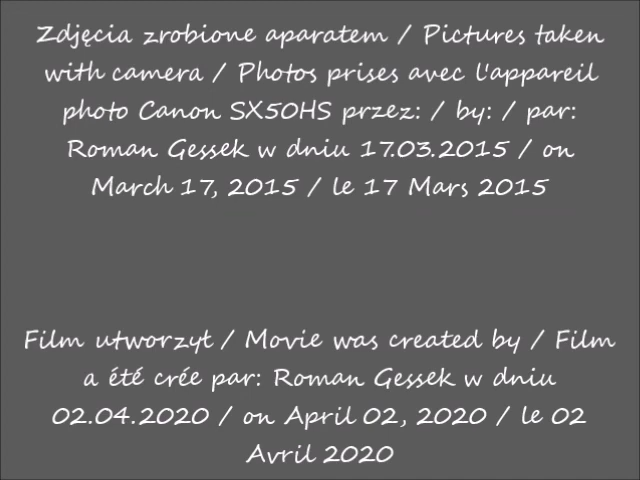 Zdjęcia zrobione aparatem / Pictures taken
with camera / Photos prises avec l'appareil
photo Canon SX50HS przez: / by: / par:
Roman Gessek w dniu 17.03.2015 / on
March 17, 2015 / le 17 Mars 2015
Film utworzył / Movie was created by / Film
a été crée par: Roman Gessek w dniu
02.04.2020 / on April 02, 2020 / le 02
Avril 2020